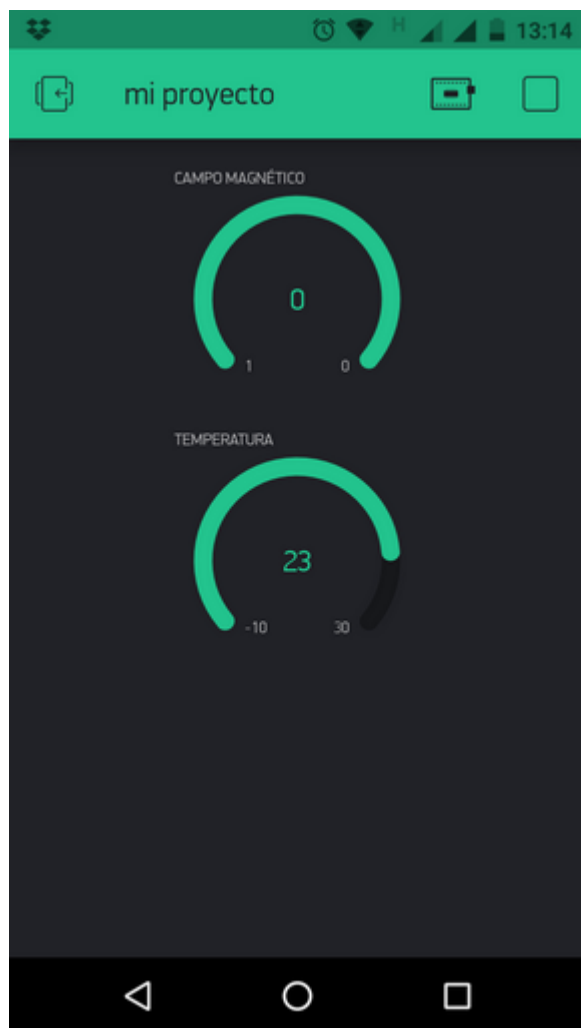 H 13:14
mi proyecto
CAMPO MAGNÉTICO
0
1 0
TEMPERATURA
23
-10 30